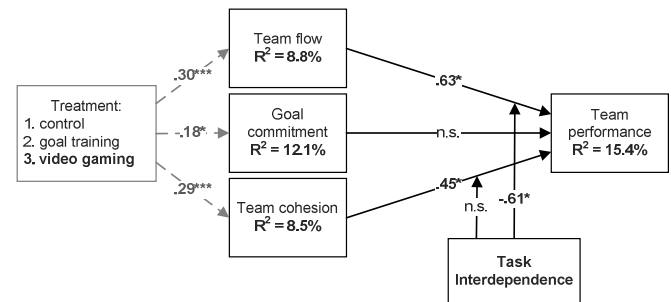 Treatment:
1. control
2. goal training
3. video gaming
.30***
-.18*
.29***
Team flow
R² = 8.8%
Goal
commitment
R² = 12.1%
Team cohesion
R² = 8.5%
.63*
n.s.
.45*
n.s.
-.61*
Team
performance
R² = 15.4%
Task
Interdependence